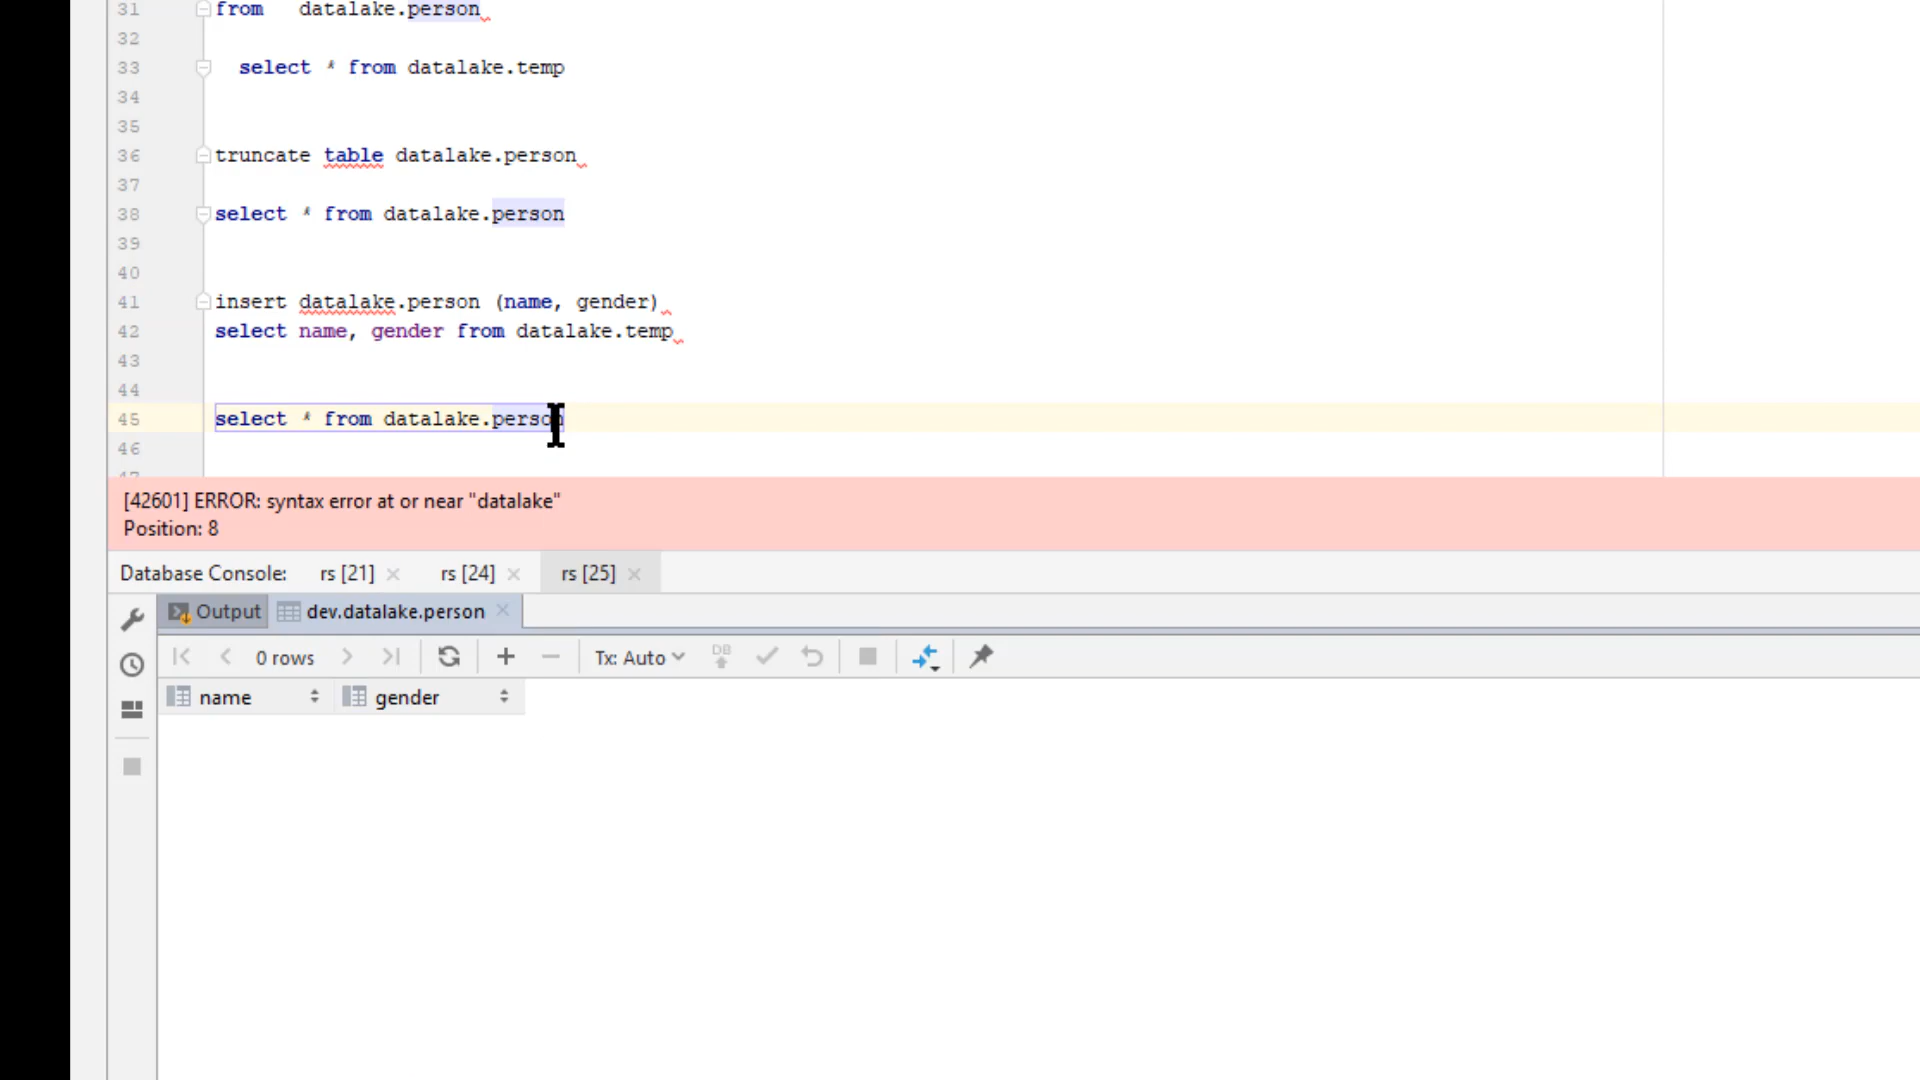 31 from datalake.person
32
33 select * from datalake.temp
34
35
36 truncate table datalake.person
37
38 select * from datalake.person
39
40
41 insert datalake.person (name, gender)
42 select name, gender from datalake.temp
43
44
45 select * from datalake.person
46
[42601] ERROR: syntax error at or near "datalake"
Position: 8
Database Console: rs [21] rs [24] rs [25]
Output dev.datalake.person
0 rows Tx: Auto DB
name gender